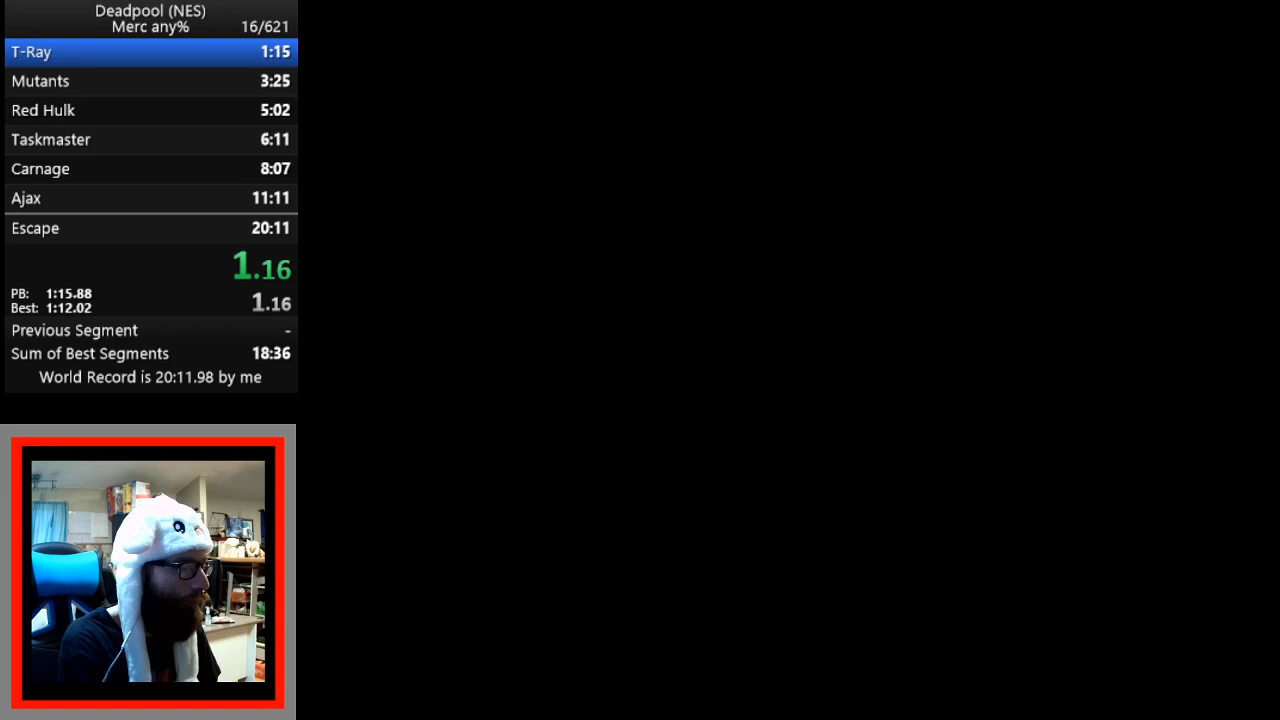 Deadpool (NES)
Merc any% 16/621
T-Ray 1:15
Mutants 3:25
Red Hulk 5:02
Taskmaster 6:11
Carnage 8:07
Ajax 11:11
Escape 20:11
1.16
PB: 1:15.88
Best: 1:12.02 1.16
Previous Segment -
Sum of Best Segments 18:36
World Record is 20:11.98 by me